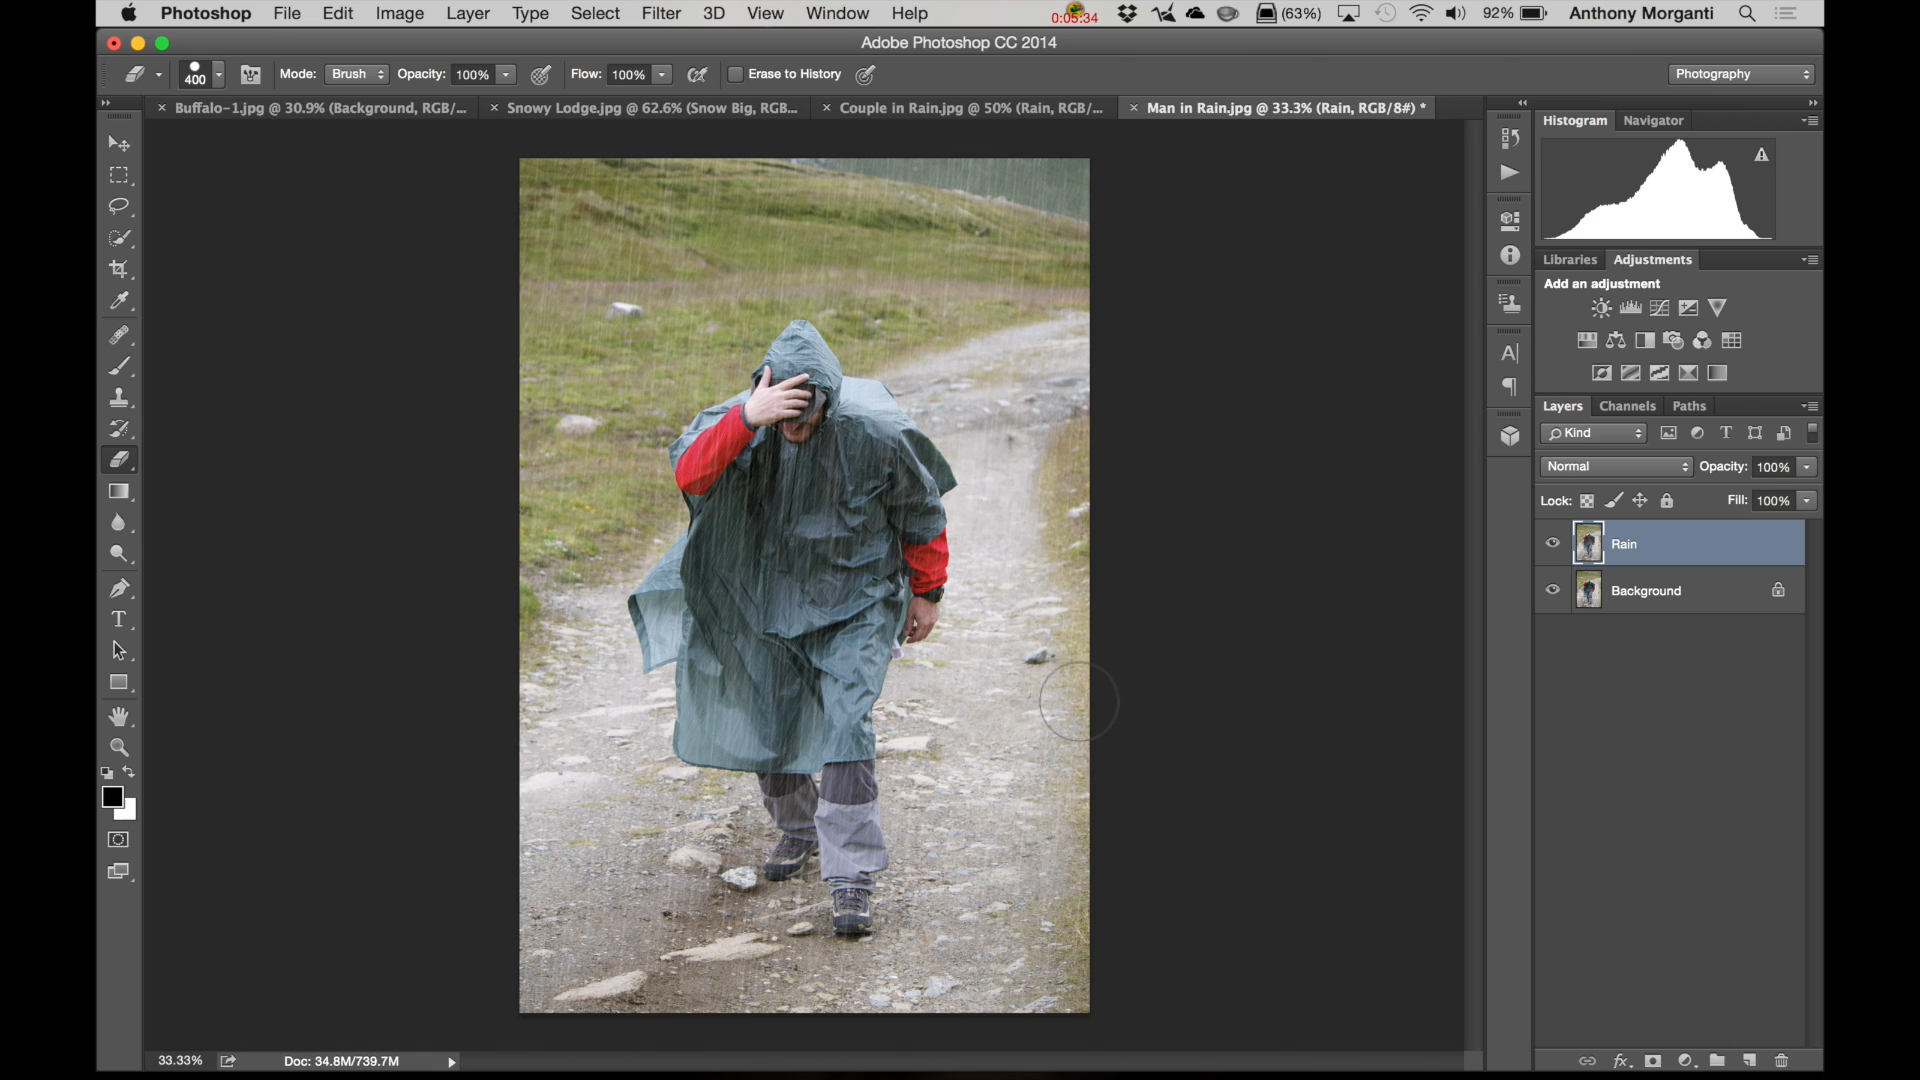 Photoshop File Edit Image Layer Type Select Filter 3D View Window Help 0:05:34 (63%) 92% Anthony Morganti
Adobe Photoshop CC 2014
400 Mode: Brush Opacity: 100% Flow: 100% Erase to History Photography
Buffalo-1.jpg @ 30.9% (Background, RGB/... Snowy Lodge.jpg @ 62.6% (Snow Big, RGB... Couple in Rain.jpg @ 50% (Rain, RGB/... Man in Rain.jpg @ 33.3% (Rain, RGB/8#) *
Histogram Navigator
Libraries Adjustments
Add an adjustment
Layers Channels Paths
Kind
Normal Opacity: 100%
Lock: Fill: 100%
Rain
Background
33.33% Doc: 34.8M/739.7M